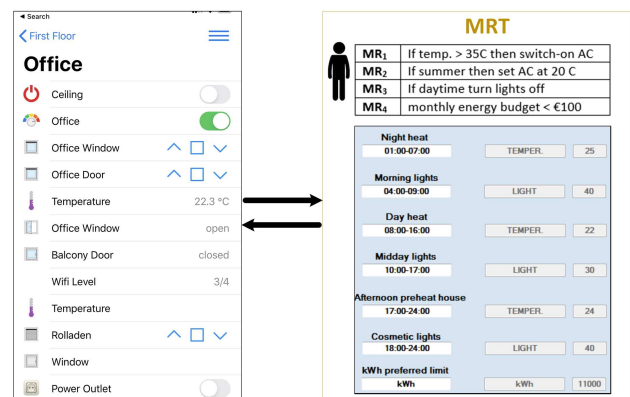 ◄ Search
First Floor
Office
Ceiling
Office
Office Window
Office Door
Temperature 22.3 °C
Office Window open
Balcony Door closed
Wifi Level 3/4
Temperature
Rolladen
Window
Power Outlet
MRT
MR1 If temp. > 35C then switch-on AC
MR2 If summer then set AC at 20 C
MR3 If daytime turn lights off
MR4 monthly energy budget < €100
Night heat
01:00-07:00 TEMPER. 25
Morning lights
04:00-09:00 LIGHT 40
Day heat
08:00-16:00 TEMPER. 22
Midday lights
10:00-17:00 LIGHT 30
Afternoon preheat house
17:00-24:00 TEMPER. 24
Cosmetic lights
18:00-24:00 LIGHT 40
kWh preferred limit
kWh kWh 11000